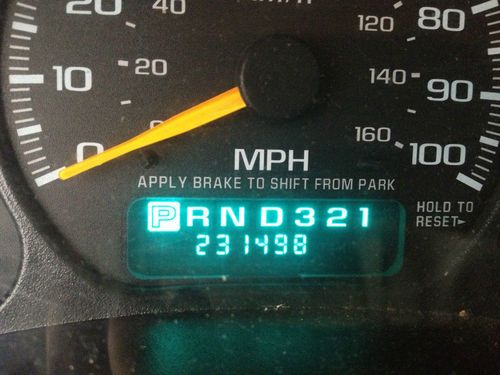 20 80
120
10 20 140 90
0 160 100
MPH
APPLY BRAKE TO SHIFT FROM PARK
HOLD TO
RESET
PRND321
231498